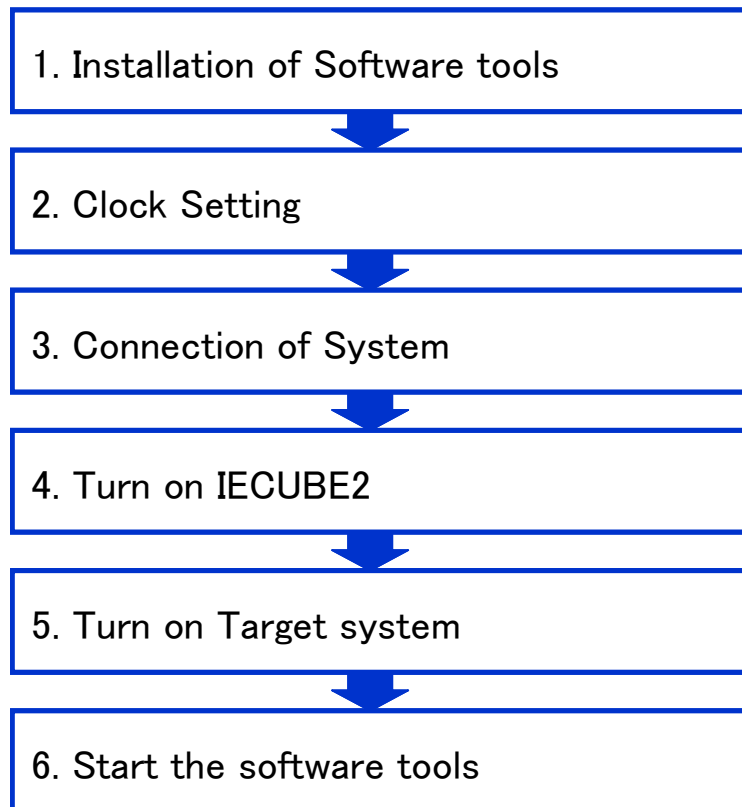 1. Installation of Software tools
2. Clock Setting
3. Connection of System
4. Turn on IECUBE2
5. Turn on Target system
6. Start the software tools